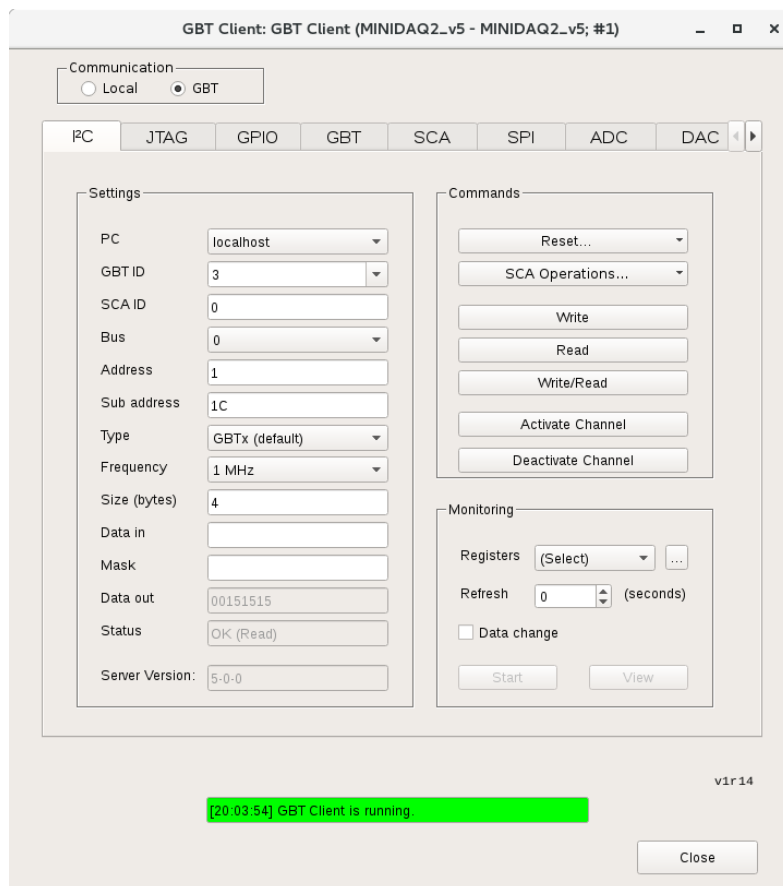 GBT Client: GBT Client (MINIDAQ2_v5 - MINIDAQ2_v5; #1)
Communication
Local GBT
I²C JTAG GPIO GBT SCA SPI ADC DAC
Settings
PC localhost
GBT ID 3
SCA ID 0
Bus 0
Address 1
Sub address 1C
Type GBTx (default)
Frequency 1 MHz
Size (bytes) 4
Data in
Mask
Data out 00151515
Status OK (Read)
Server Version: 5-0-0
Commands
Reset...
SCA Operations...
Write
Read
Write/Read
Activate Channel
Deactivate Channel
Monitoring
Registers (Select) ...
Refresh 0 (seconds)
Data change
Start View
v1r14
[20:03:54] GBT Client is running.
Close